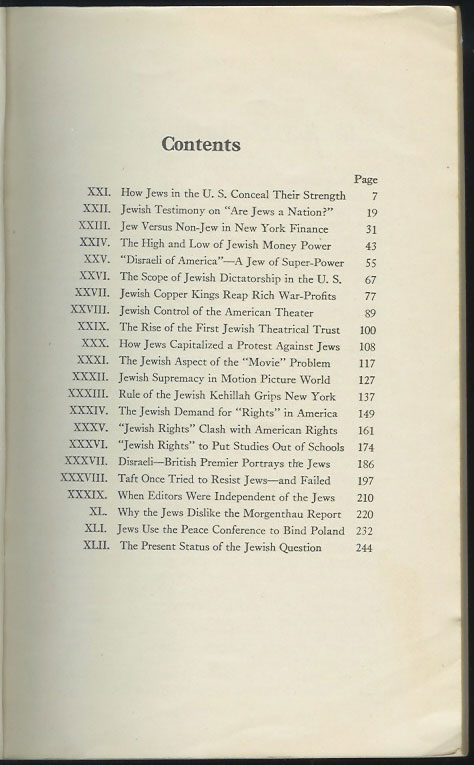 Contents
Page
XXI. How Jews in the U. S. Conceal Their Strength 7
XXII. Jewish Testimony on "Are Jews a Nation?" 19
XXIII. Jew Versus Non-Jew in New York Finance 31
XXIV. The High and Low of Jewish Money Power 43
XXV. "Disraeli of America"—A Jew of Super-Power 55
XXVI. The Scope of Jewish Dictatorship in the U. S. 67
XXVII. Jewish Copper Kings Reap Rich War-Profits 77
XXVIII. Jewish Control of the American Theater 89
XXIX. The Rise of the First Jewish Theatrical Trust 100
XXX. How Jews Capitalized a Protest Against Jews 108
XXXI. The Jewish Aspect of the "Movie" Problem 117
XXXII. Jewish Supremacy in Motion Picture World 127
XXXIII. Rule of the Jewish Kehillah Grips New York 137
XXXIV. The Jewish Demand for "Rights" in America 149
XXXV. "Jewish Rights" Clash with American Rights 161
XXXVI. "Jewish Rights" to Put Studies Out of Schools 174
XXXVII. Disraeli—British Premier Portrays the Jews 186
XXXVIII. Taft Once Tried to Resist Jews—and Failed 197
XXXIX. When Editors Were Independent of the Jews 210
XL. Why the Jews Dislike the Morgenthau Report 220
XLI. Jews Use the Peace Conference to Bind Poland 232
XLII. The Present Status of the Jewish Question 244